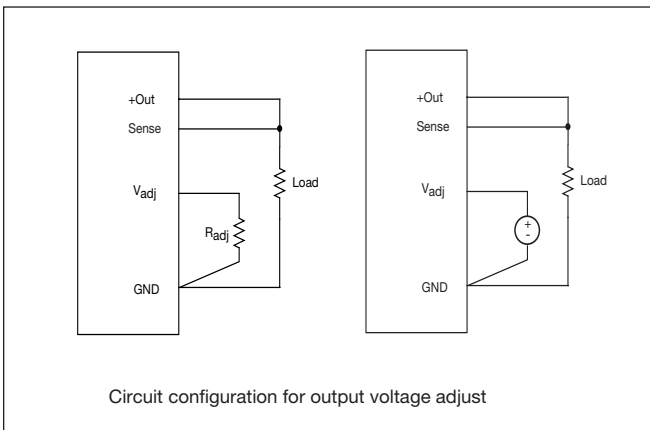 +Out
Sense
Vadj
Radj
Load
GND
+Out
Sense
Vadj
+
-
Load
GND
Circuit configuration for output voltage adjust